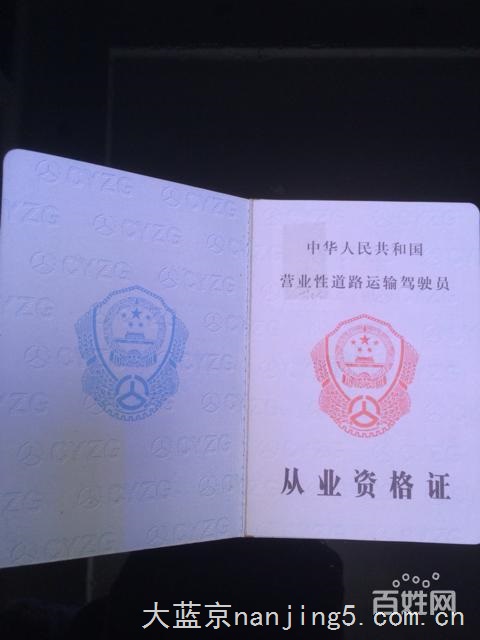 CYZG
中华人民共和国
营业性道路运输驾驶员
从业资格证
百姓网
大蓝京nanjing5.com.cn